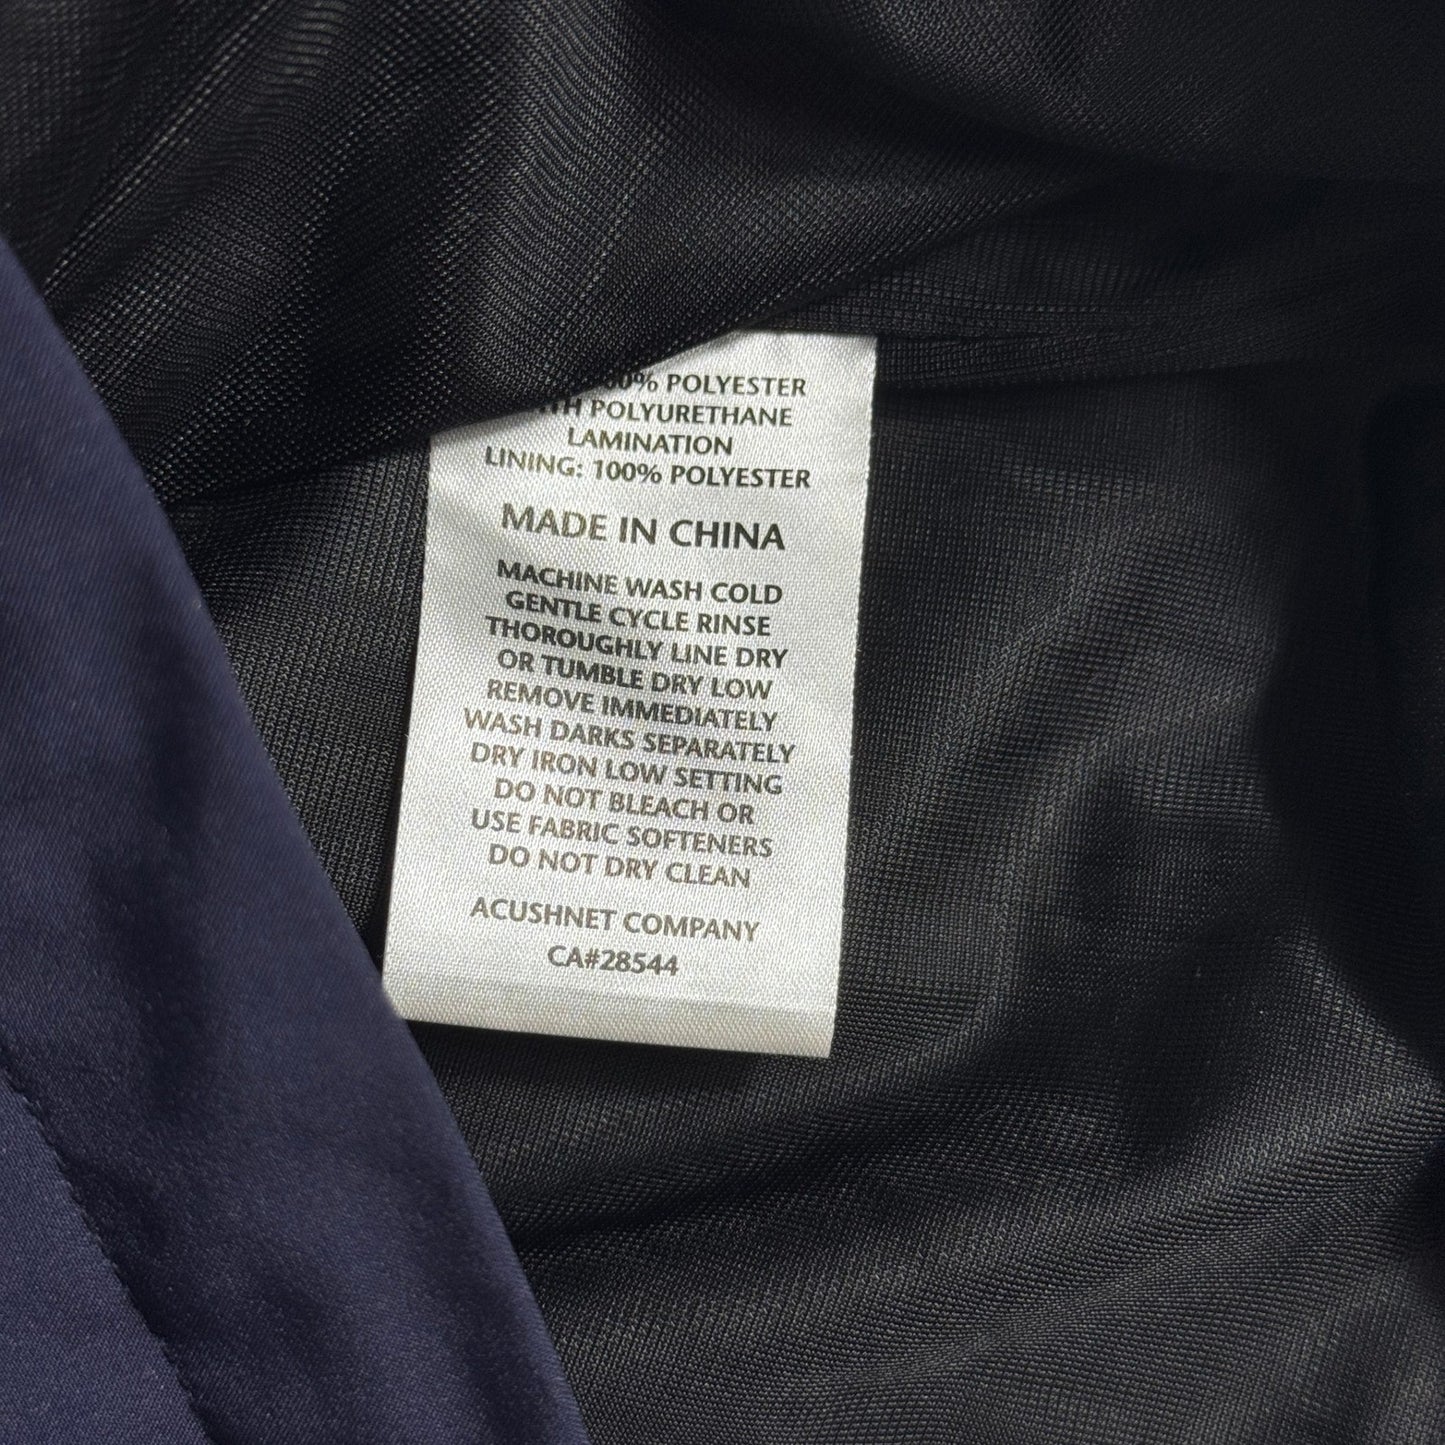 % POLYESTER
POLYURETHANE
LAMINATION
LINING: 100% POLYESTER
MADE IN CHINA
MACHINE WASH COLD
GENTLE CYCLE RINSE
THOROUGHLY LINE DRY
OR TUMBLE DRY LOW
REMOVE IMMEDIATELY
WASH DARKS SEPARATELY
DRY IRON LOW SETTING
DO NOT BLEACH OR
USE FABRIC SOFTENERS
DO NOT DRY CLEAN
ACUSHNET COMPANY
CA#28544